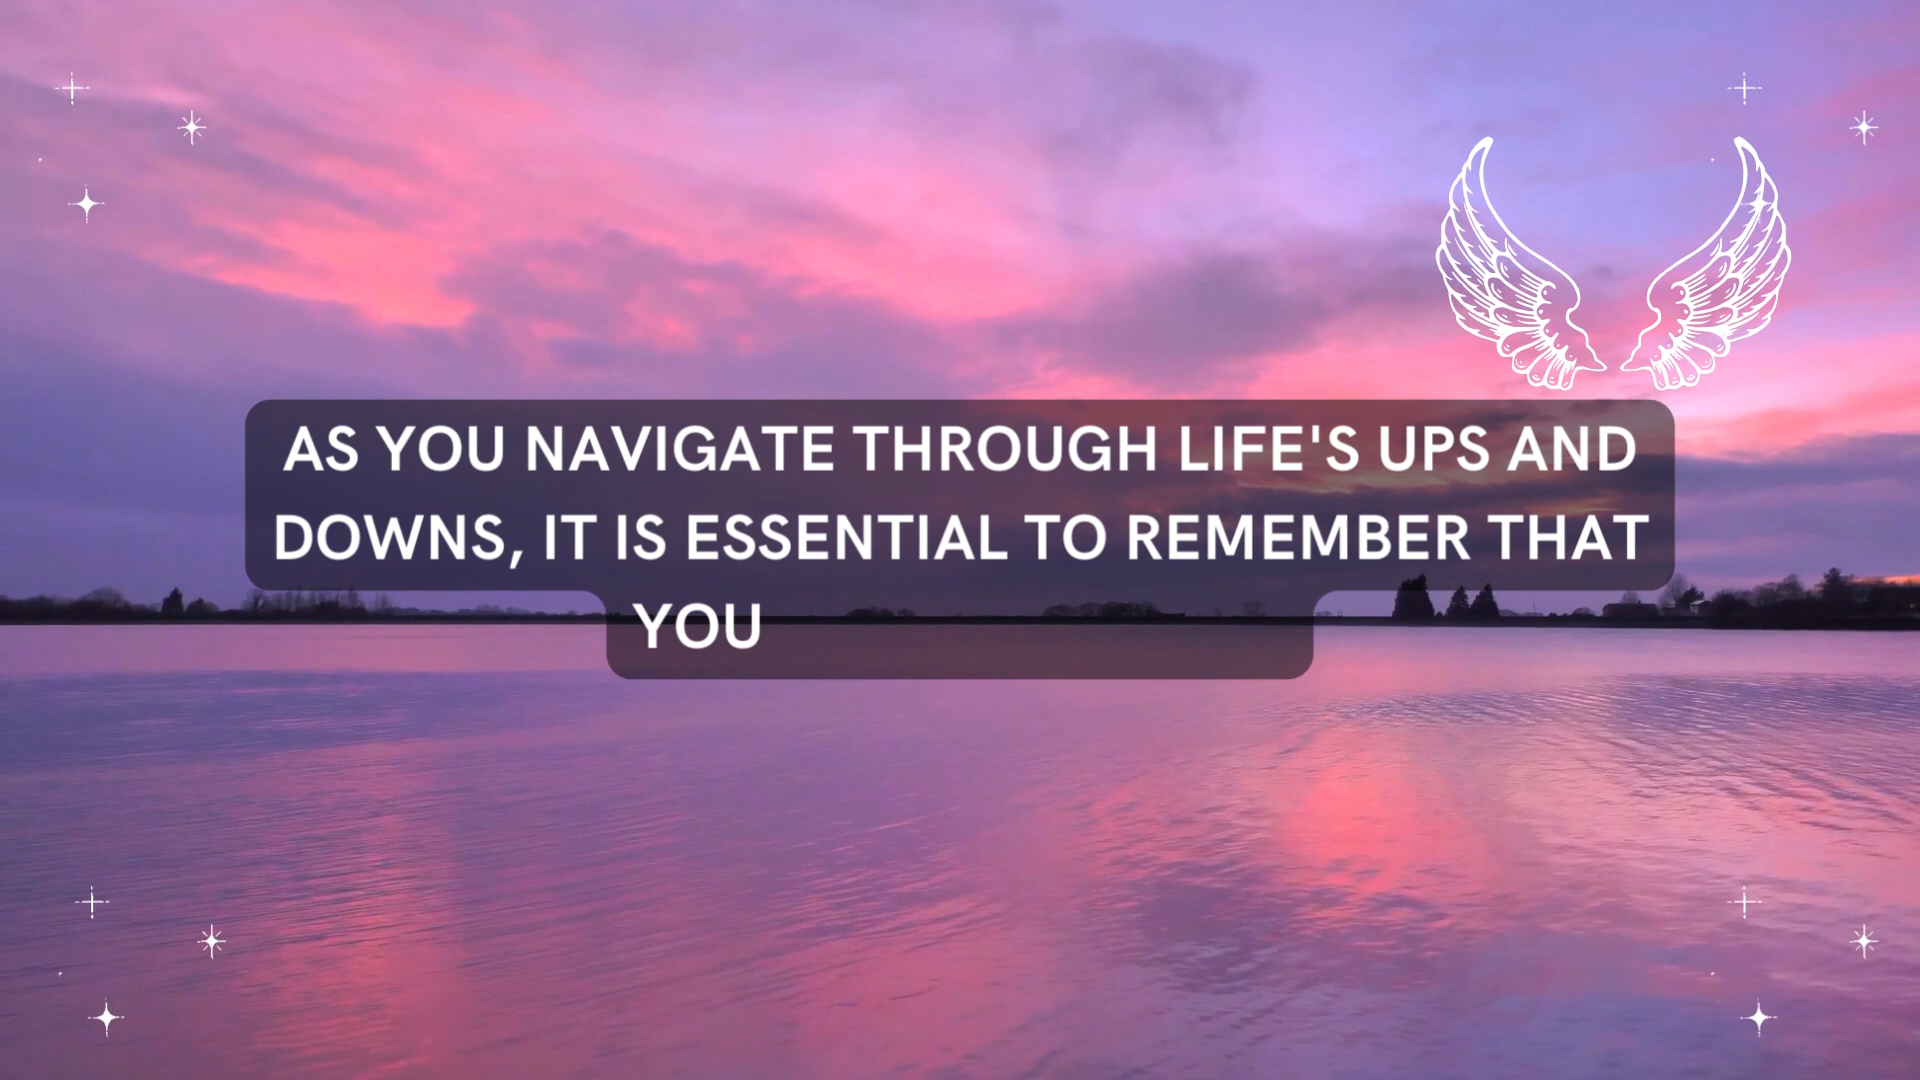 AS YOU NAVIGATE THROUGH LIFE'S UPS AND
DOWNS, IT IS ESSENTIAL TO REMEMBER THAT
YOU